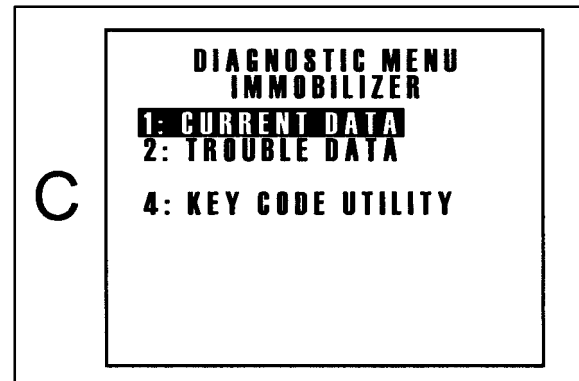 DIAGNOSTIC MENU
IMMOBILIZER
1: CURRENT DATA
2: TROUBLE DATA
4: KEY CODE UTILITY
C